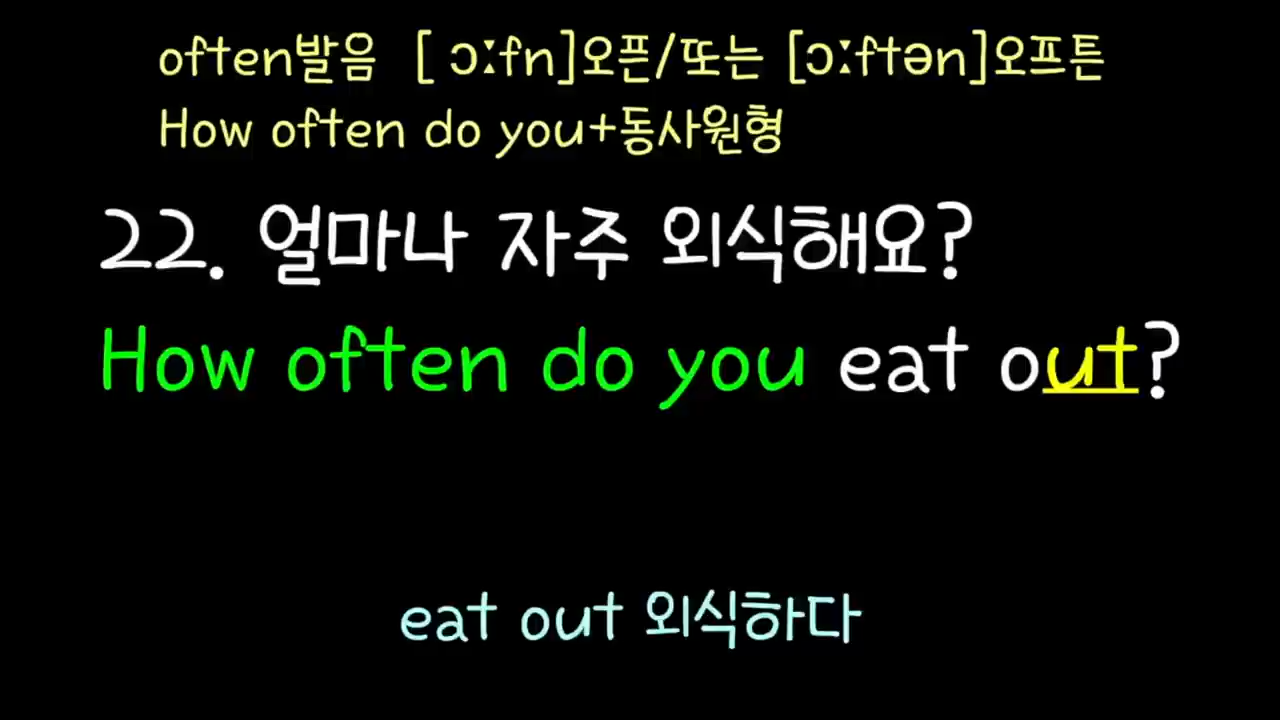 often발음 [ ɔːfn]오픈/또는 [ɔːftən]오프튼
How often do you+동사원형
22. 얼마나 자주 외식해요?
How often do you eat out?
eat out 외식하다